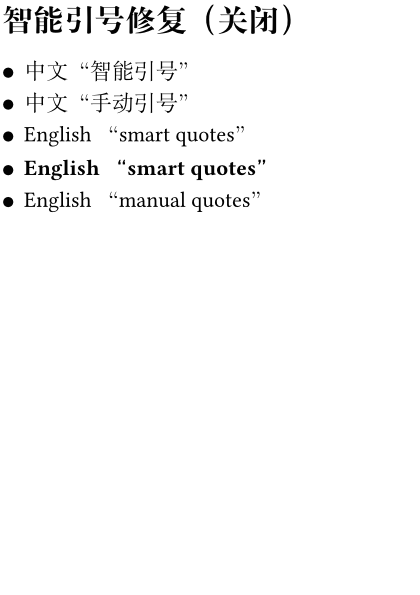 智能引号修复（关闭）
● 中文“智能引号”
● 中文“手动引号”
● English “smart quotes”
● English “smart quotes”
● English “manual quotes”